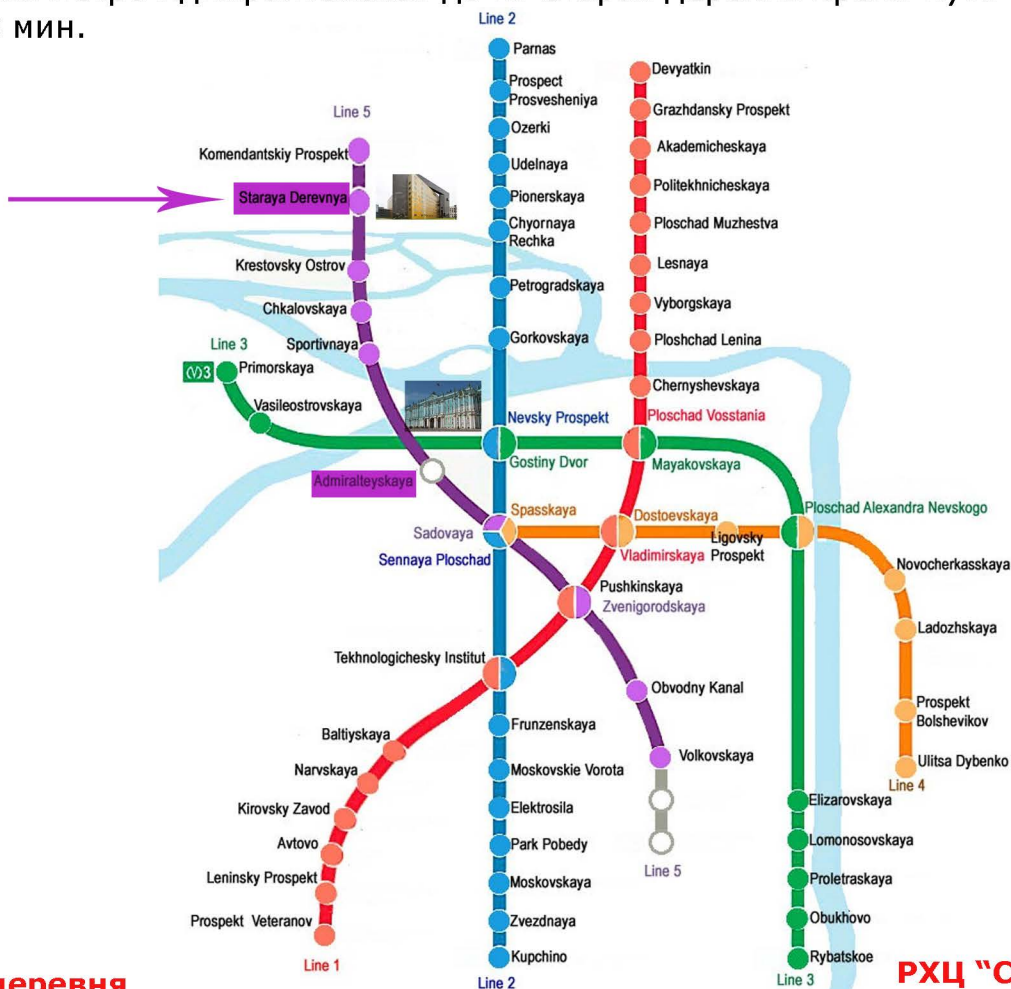 мин.
Line 2
Parnas
Prospect
Prosvesheniya
Ozerki
Udelnaya
Pionerskaya
Chyornaya
Rechka
Petrogradskaya
Gorkovskaya
Devyatkin
Grazhdansky Prospekt
Akademicheskaya
Politekhnicheskaya
Ploschad Muzhestva
Lesnaya
Vyborgskaya
Ploshchad Lenina
Chernyshevskaya
Line 5
Komendantskiy Prospekt
Staraya Derevnya
Krestovsky Ostrov
Chkalovskaya
Sportivnaya
Line 3
(V)3
Primorskaya
Vasileostrovskaya
Nevsky Prospekt
Gostiny Dvor
Ploschad Vosstania
Mayakovskaya
Admiralteyskaya
Spasskaya
Sadovaya
Sennaya Ploschad
Dostoevskaya
Vladimirskaya
Ligovsky
Prospekt
Ploschad Alexandra Nevskogo
Novocherkasskaya
Ladozhskaya
Prospekt
Bolshevikov
Ulitsa Dybenko
Line 4
Pushkinskaya
Zvenigorodskaya
Tekhnologichesky Institut
Obvodny Kanal
Volkovskaya
Line 5
Baltiyskaya
Narvskaya
Kirovsky Zavod
Avtovo
Leninsky Prospekt
Prospekt Veteranov
Line 1
Frunzenskaya
Moskovskie Vorota
Elektrosila
Park Pobedy
Moskovskaya
Zvezdnaya
Kupchino
Line 2
Elizarovskaya
Lomonosovskaya
Proletraskaya
Obukhovo
Rybatskoe
Line 3
деревня
РХЦ "С